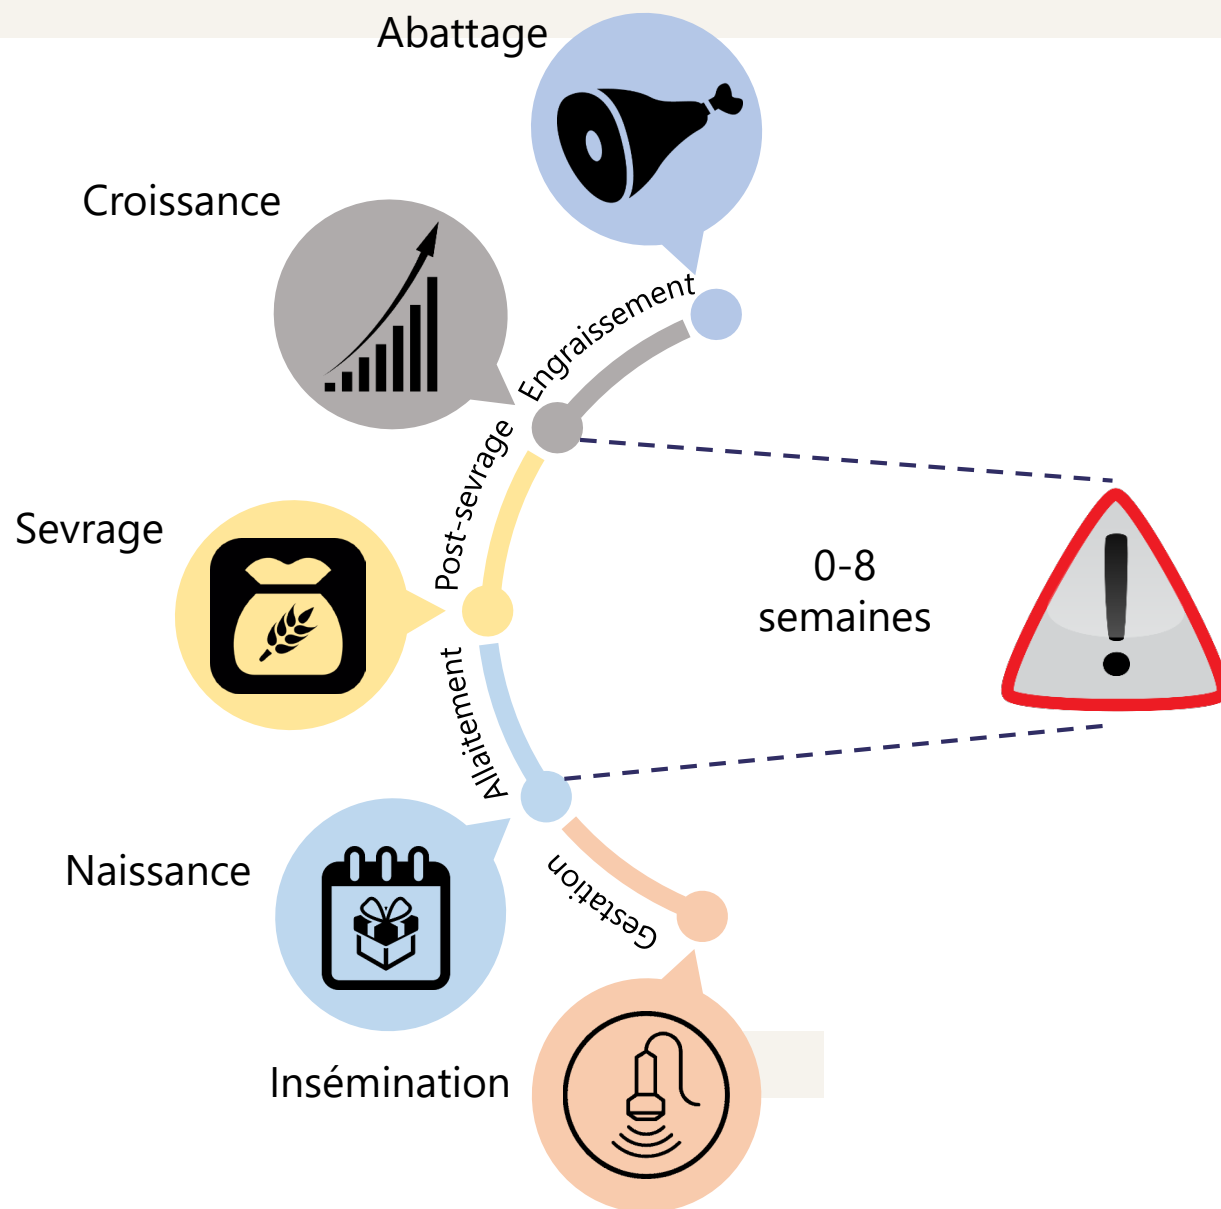 Abattage
Croissance
Engraissement
Post-sevrage
Sevrage
0-8
semaines
Allaitement
Naissance
Gestation
Insémination